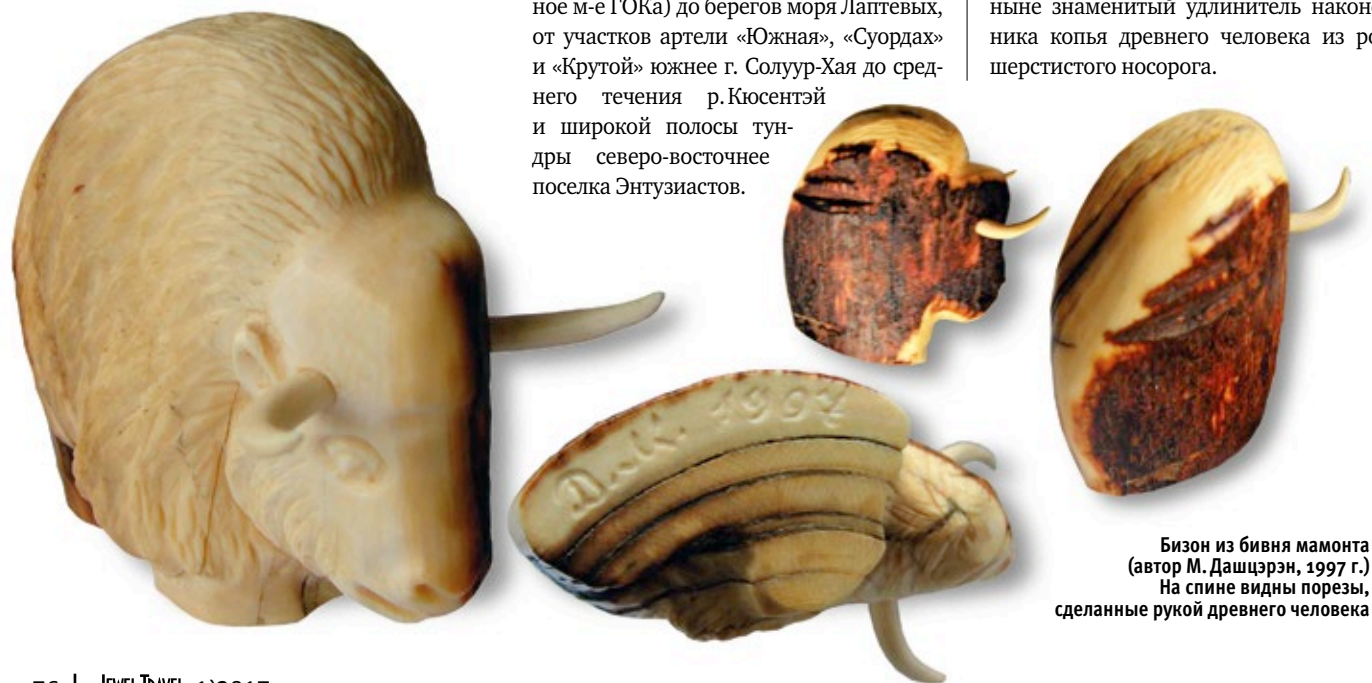 ное м-е ГОКа) до берегов моря Лаптевых,
от участков артели «Южная», «Суордах»
и «Крутой» южнее г. Солуур-Хая до сред-
него течения р. Кюсентэй
и широкой полосы тун-
дры северо-восточнее
поселка Энтузиастов.
ныне знаменитый удлинитель након
ника копья древнего человека из ро
шерстистого носорога.
1997
Бизон из бивня мамонта
(автор М. Дашцэрэн, 1997 г.)
На спине видны порезы,
сделанные рукой древнего человека